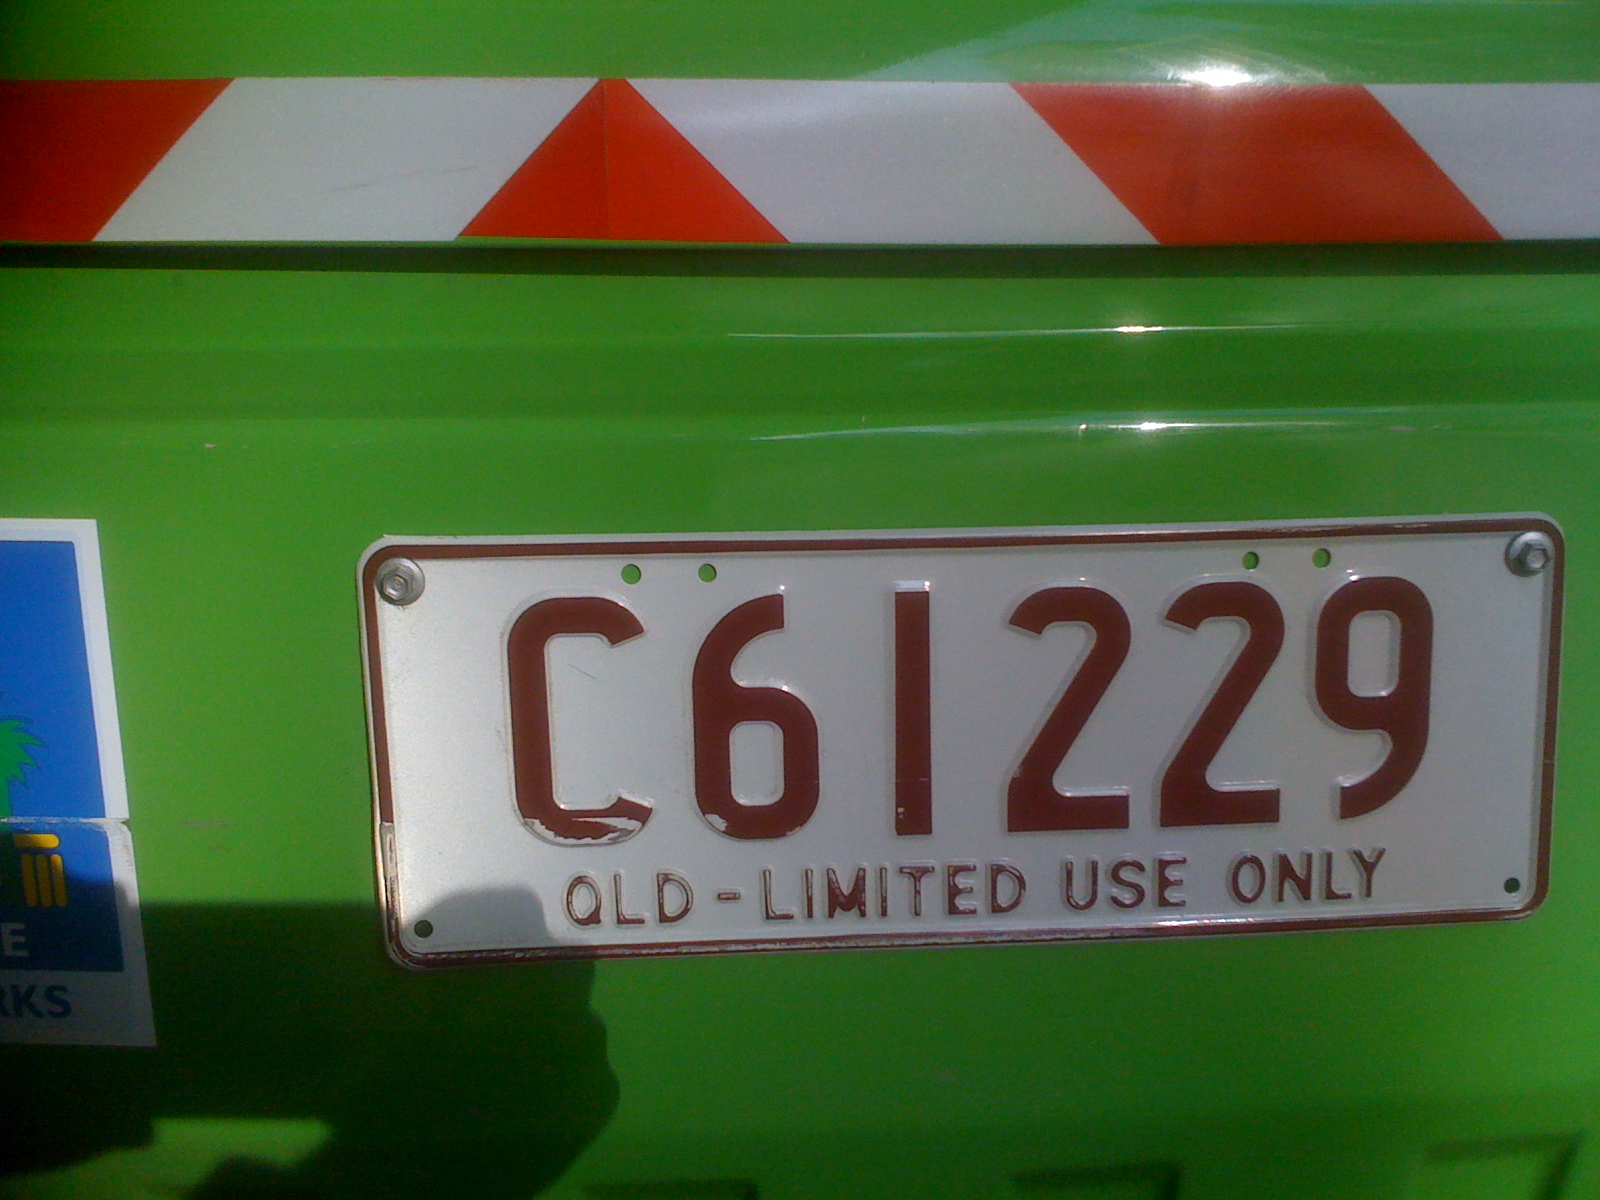 C61229
QLD-LIMITED USE ONLY
E
RKS